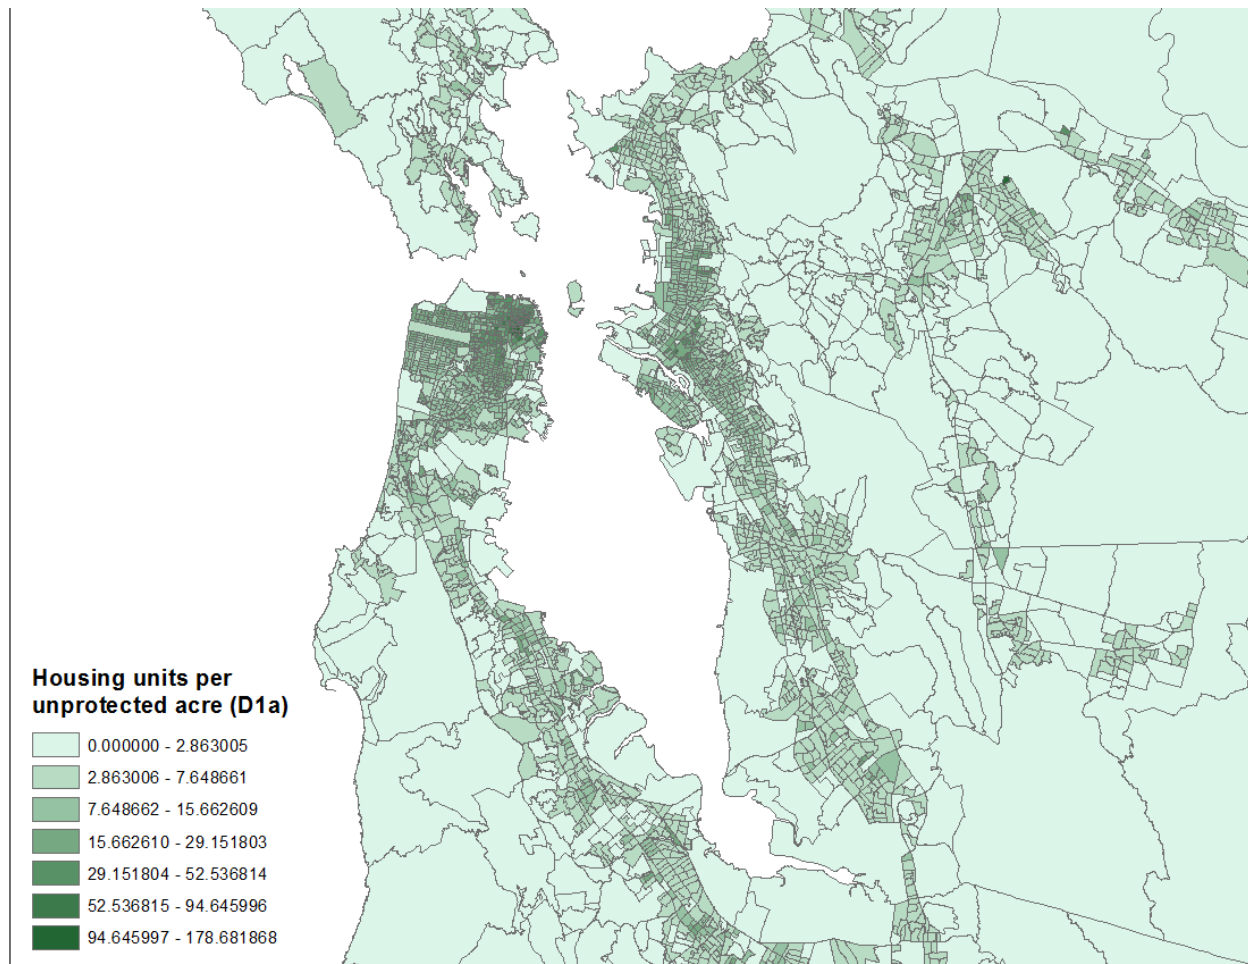 Housing units per
unprotected acre (D1a)
0.000000 - 2.863005
2.863006 - 7.648661
7.648662 - 15.662609
15.662610 - 29.151803
29.151804 - 52.536814
52.536815 - 94.645996
94.645997 - 178.681868